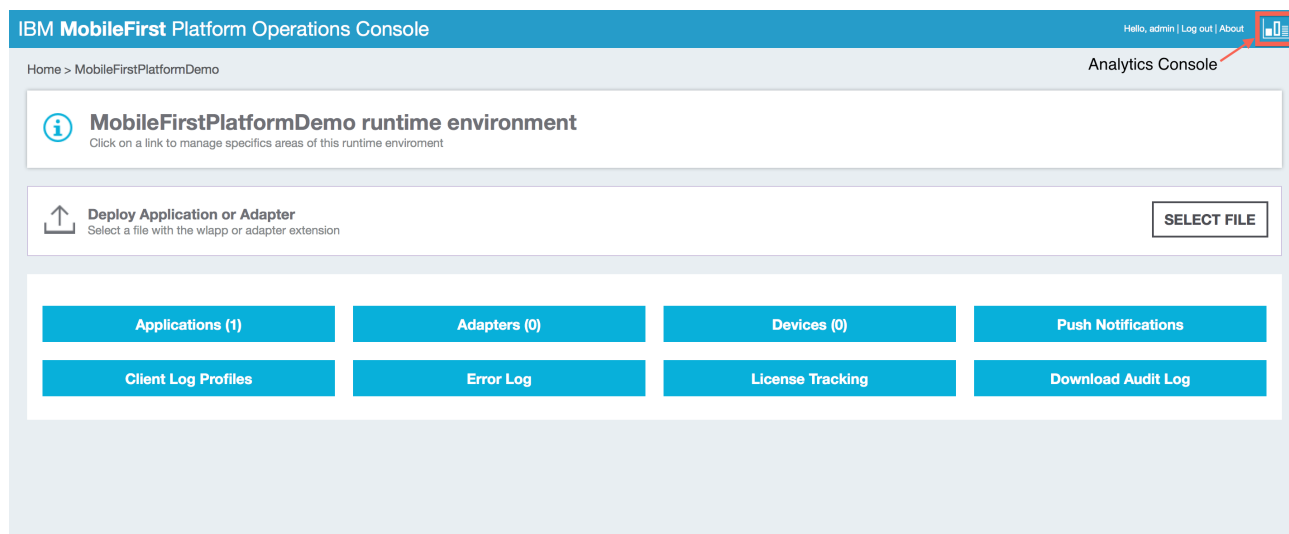 IBM MobileFirst Platform Operations Console
Hello, admin | Log out | About
Home > MobileFirstPlatformDemo
Analytics Console
MobileFirstPlatformDemo runtime environment
Click on a link to manage specifics areas of this runtime enviroment
Deploy Application or Adapter
Select a file with the wlapp or adapter extension
SELECT FILE
Applications (1)
Adapters (0)
Devices (0)
Push Notifications
Client Log Profiles
Error Log
License Tracking
Download Audit Log